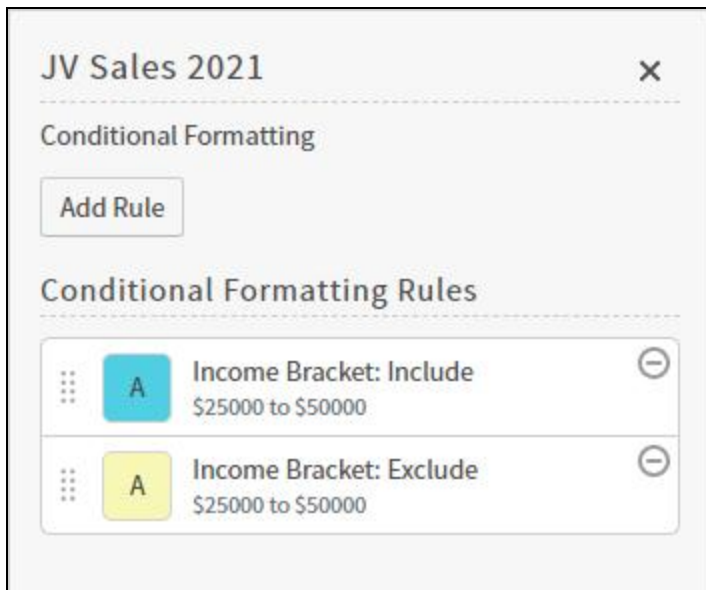 JV Sales 2021
Conditional Formatting
Add Rule
Conditional Formatting Rules
A
Income Bracket: Include
$25000 to $50000
A
Income Bracket: Exclude
$25000 to $50000